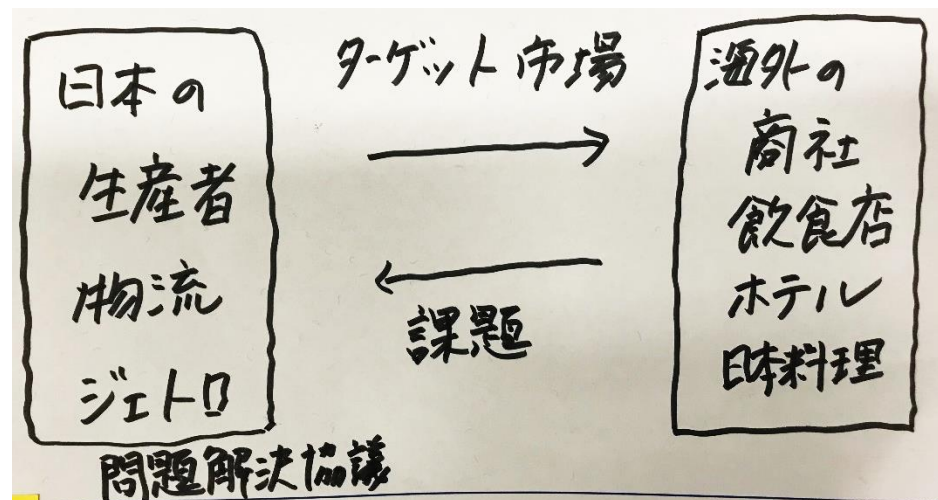 日本の
生産者
物流
ジェトロ
ターゲット市場
課題
海外の
商社
飲食店
ホテル
日本料理
問題解決協議